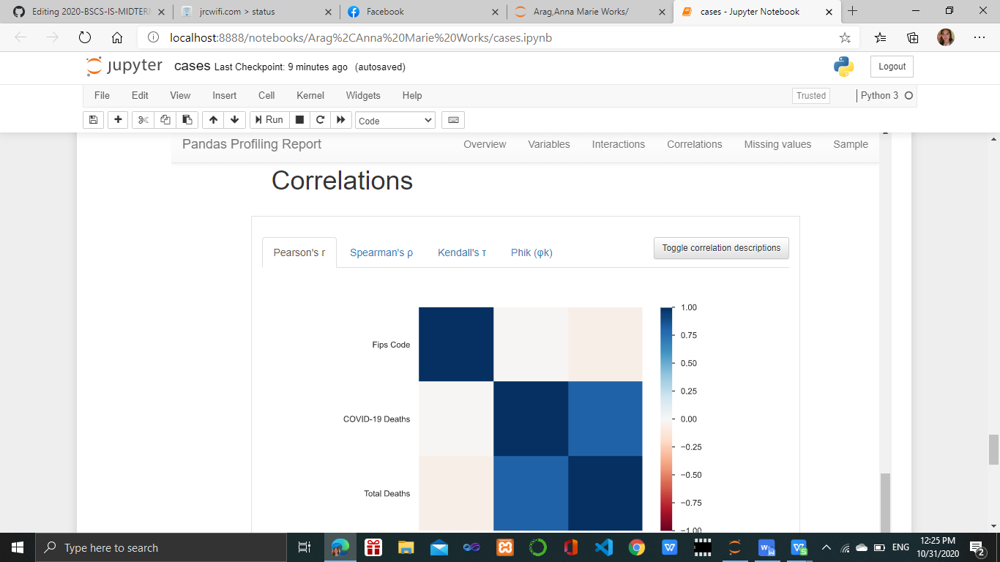 Editing 2020-BSCS-IS-MIDTER
jrcwifi.com > status
Facebook
Arag,Anna Marie Works/
cases - Jupyter Notebook
localhost:8888/notebooks/Arag%2CAnna%20Marie%20Works/cases.ipynb
jupyter cases Last Checkpoint: 9 minutes ago (autosaved)
Logout
File Edit View Insert Cell Kernel Widgets Help
Trusted
Python 3
Run
Code
Pandas Profiling Report
Overview Variables Interactions Correlations Missing values Sample
Correlations
Pearson's r Spearman's ρ Kendall's τ Phik (φk)
Toggle correlation descriptions
Fips Code
COVID-19 Deaths
Total Deaths
1.00
0.75
0.50
0.25
0.00
−0.25
−0.50
−0.75
−1.00
Type here to search
ENG
12:25 PM
10/31/2020
2